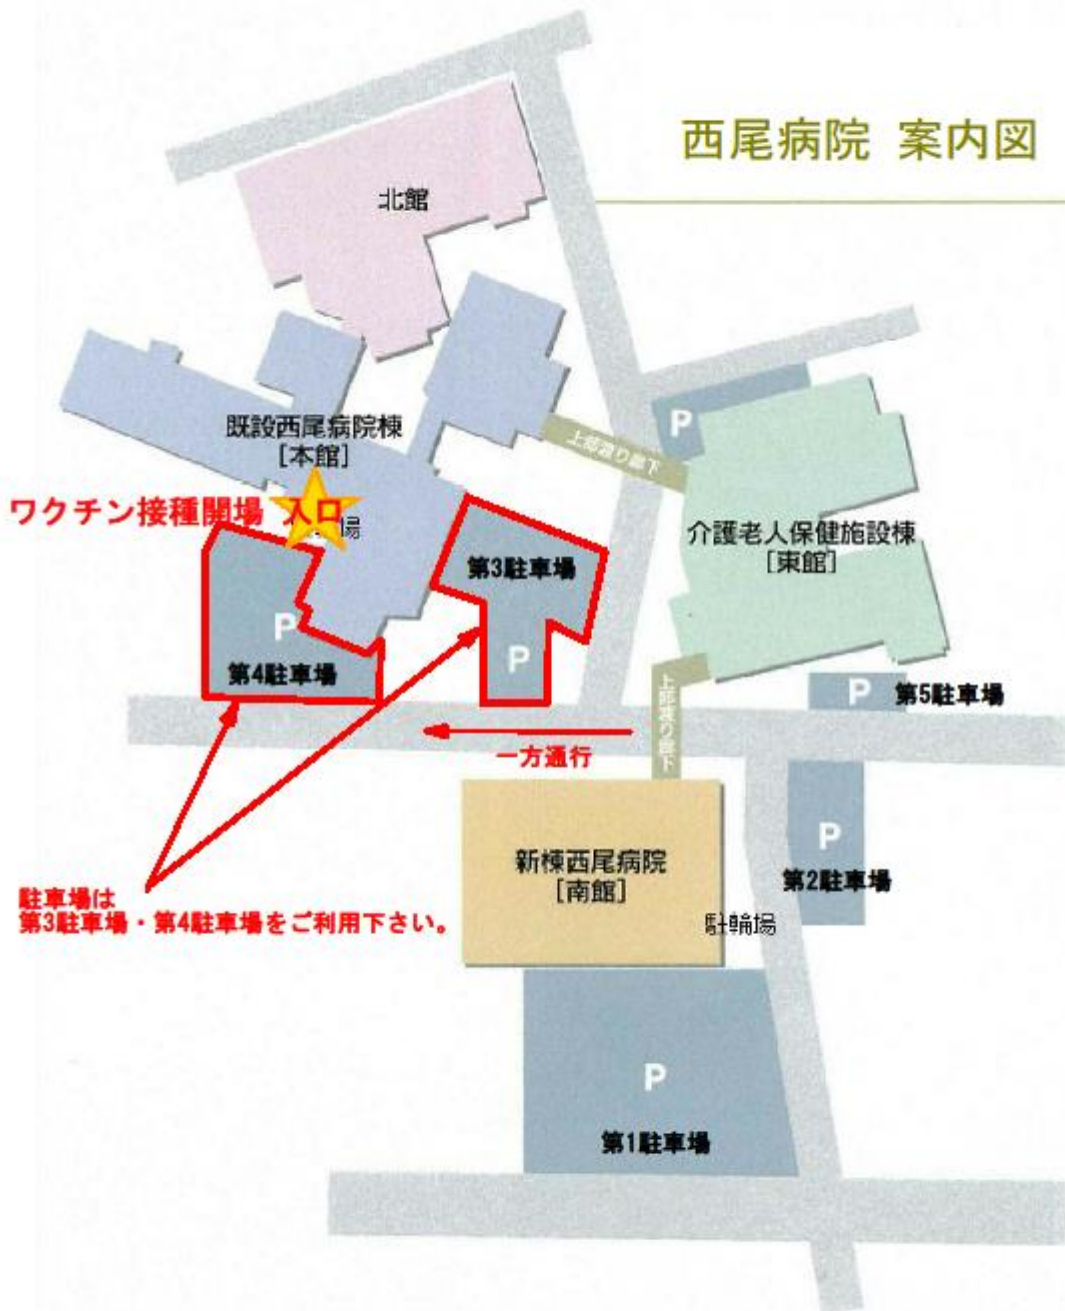 西尾病院 案内図
北館
既設西尾病院棟
[本館]
ワクチン接種開場 入口
場
P
上部渡り廊下
介護老人保健施設棟
[東館]
第3駐車場
P
P
第4駐車場
上部渡り廊下
P
第5駐車場
一方通行
新棟西尾病院
[南館]
P
第2駐車場
駐車場は
第3駐車場・第4駐車場をご利用下さい。
駐輪場
P
第1駐車場